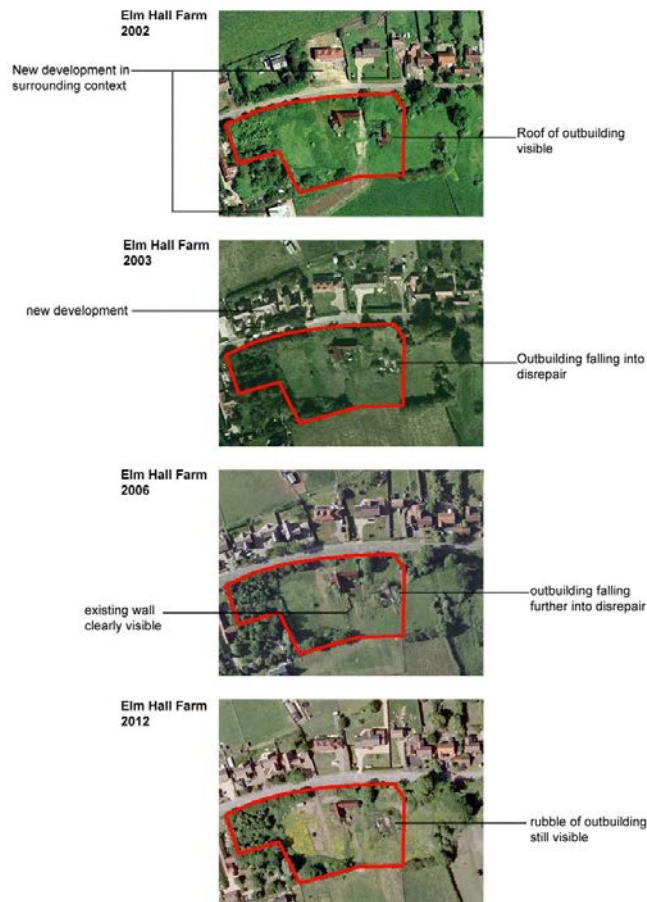 Elm Hall Farm
2002
New development in
surrounding context
Roof of outbuilding
visible
Elm Hall Farm
2003
new development
Outbuilding falling into
disrepair
Elm Hall Farm
2006
existing wall
clearly visible
outbuilding falling
further into disrepair
Elm Hall Farm
2012
rubble of outbuilding
still visible